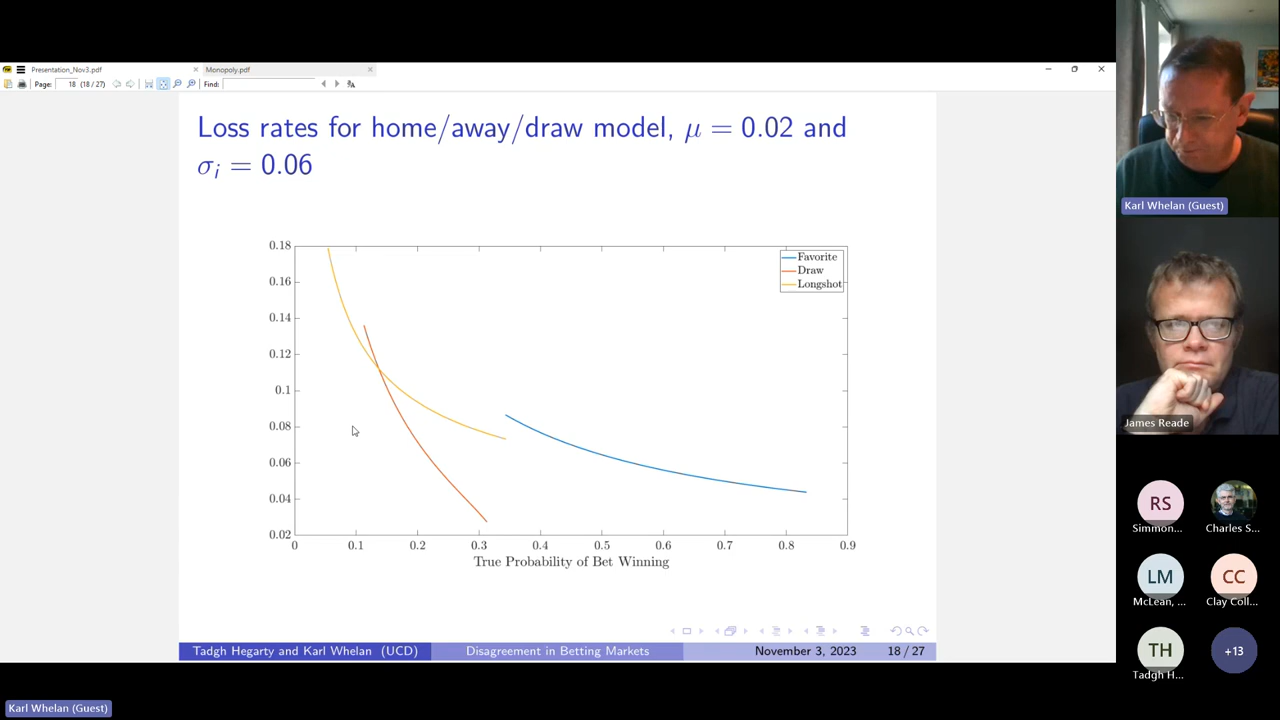 Presentation_Nov3.pdf
Monopoly.pdf
Page: 18 (18 / 27)
Find:
Loss rates for home/away/draw model, μ = 0.02 and
σᵢ = 0.06
0.18
0.16
0.14
0.12
0.1
0.08
0.06
0.04
0.02
Favorite
Draw
Longshot
0 0.1 0.2 0.3 0.4 0.5 0.6 0.7 0.8 0.9
True Probability of Bet Winning
Tadgh Hegarty and Karl Whelan (UCD) Disagreement in Betting Markets November 3, 2023 18 / 27
Karl Whelan (Guest)
James Reade
RS
Simmon...
Charles S...
LM
McLean, ...
CC
Clay Coll...
TH
Tadgh H...
+13
Karl Whelan (Guest)